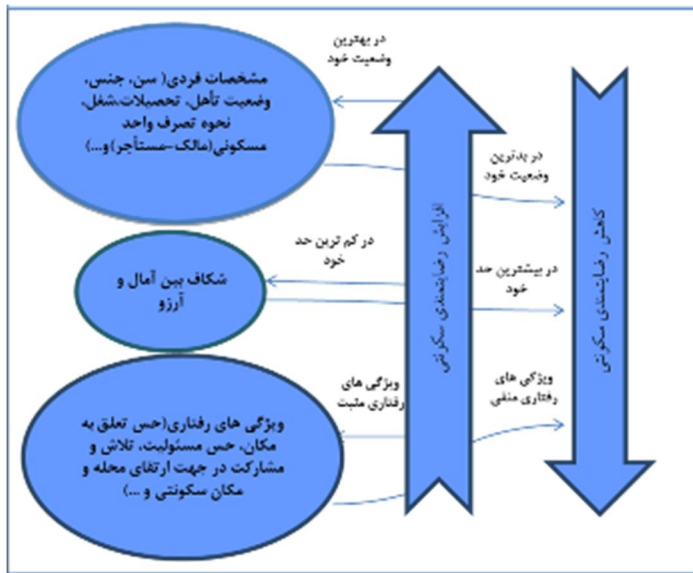 در بهترین
وضعیت خود
مشخصات فردی( سن، جنس،
وضعیت تأهل، تحصیلات،شغل،
نحوه تصرف واحد
مسکونی(مالک-مستأجر)و...)
در بدترین
وضعیت خود
افزایش رضایتمندی سکونتی
کاهش رضایتمندی سکونتی
در کم ترین حد
خود
شکاف بین آمال و
آرزو
در بیشترین حد
خود
ویژگی های
رفتاری مثبت
ویژگی های
رفتاری منفی
ویژگی های رفتاری(حس تعلق به
مکان، حس مسئولیت، تلاش و
مشارکت در جهت ارتقای محله و
مکان سکونتی و ...)